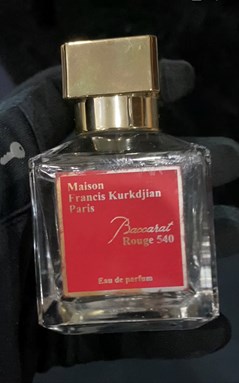 Maison
Francis Kurkdjian
Paris
Baccarat
Rouge 540
Eau de parfum